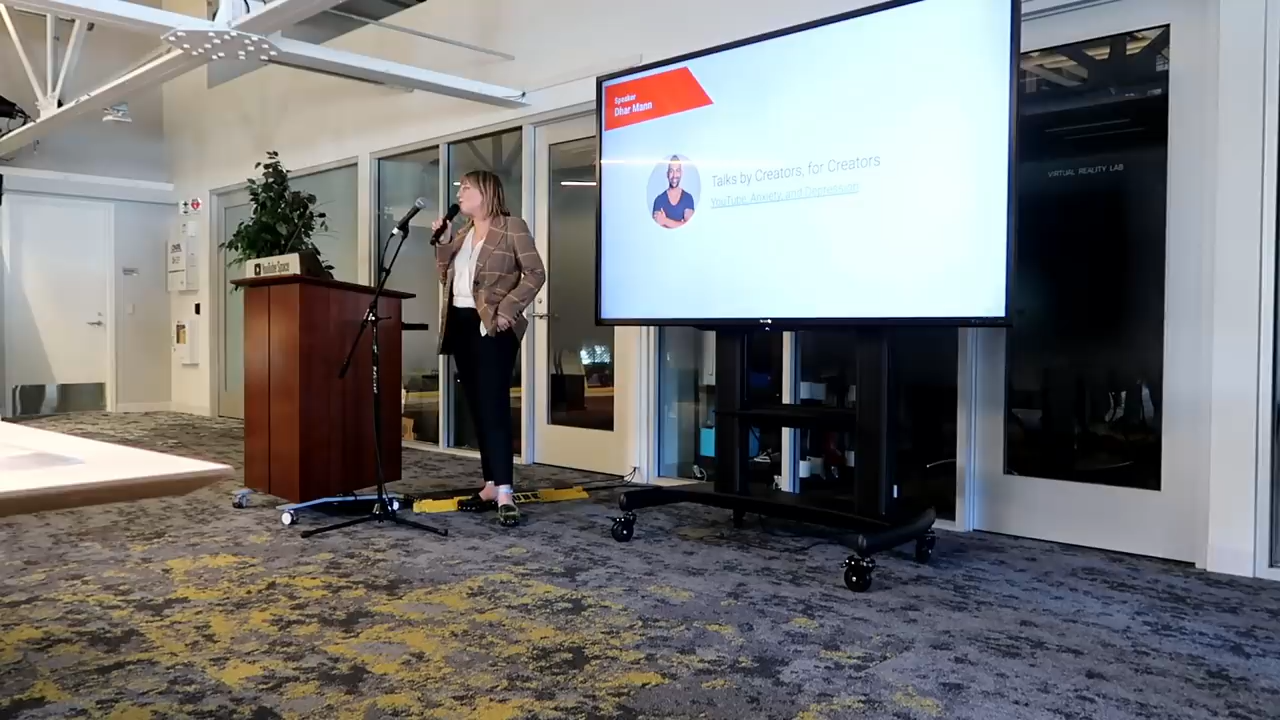 Speaker
Dhar Mann
Talks by Creators, for Creators
YouTube, Anxiety, and Depression
VIRTUAL REALITY LAB
YouTube Space